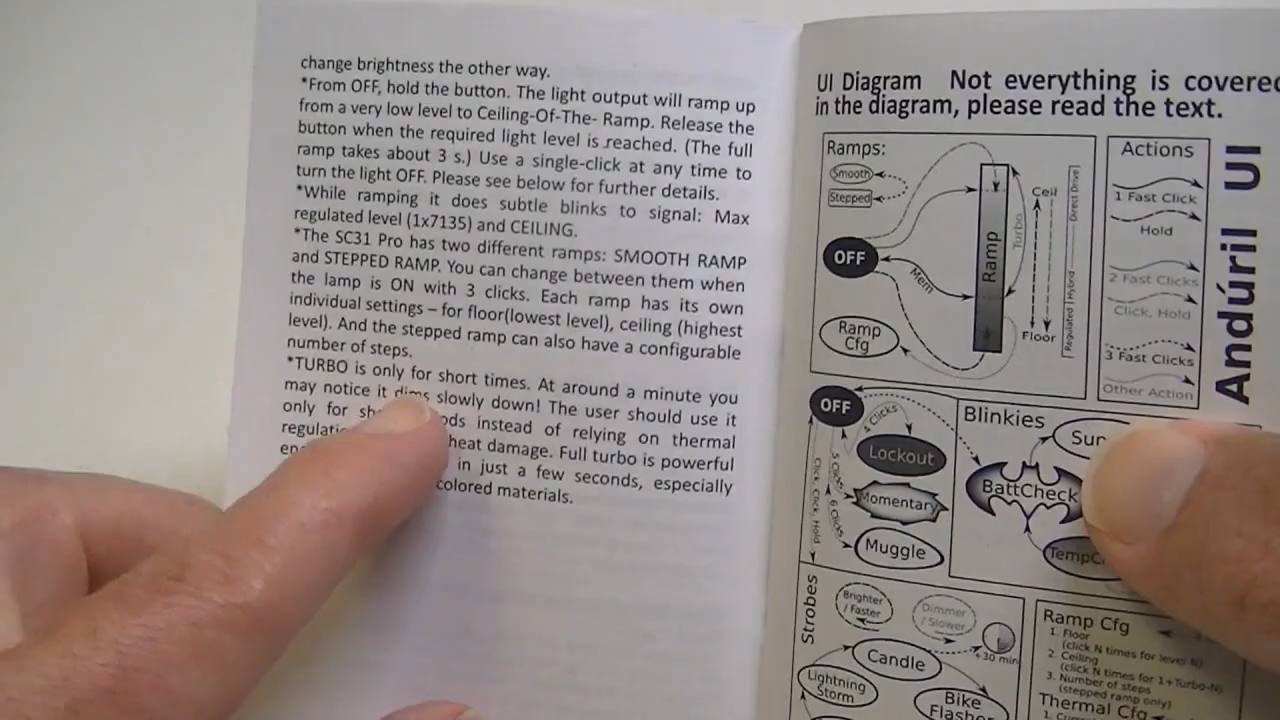 change brightness the other way.
*From OFF, hold the button. The light output will ramp up
from a very low level to Ceiling-Of-The- Ramp. Release the
button when the required light level is reached. (The full
ramp takes about 3 s.) Use a single-click at any time to
turn the light OFF. Please see below for further details.
*While ramping it does subtle blinks to signal: Max
regulated level (1x7135) and CEILING.
*The SC31 Pro has two different ramps: SMOOTH RAMP
and STEPPED RAMP. You can change between them when
the lamp is ON with 3 clicks. Each ramp has its own
individual settings – for floor(lowest level), ceiling (highest
level). And the stepped ramp can also have a configurable
number of steps.
*TURBO is only for short times. At around a minute you
may notice it dims slowly down! The user should use it
only for instead of relying on thermal
heat damage. Full turbo is powerful
in just a few seconds, especially
colored materials.
UI Diagram Not everything is covered
in the diagram, please read the text.
Ramps:
Smooth
Stepped
OFF
Mem
Ramp
Cfg
Ramp
Turbo
Ceil
Floor
Regulated | Hybrid Direct Drive
Actions
1 Fast Click
Hold
2 Fast Clicks
Click, Hold
3 Fast Clicks
Other Action
Andúril UI
OFF
4 Clicks
Lockout
5 Clicks
Momentary
6 Clicks
Muggle
Click, Click, Hold
Blinkies
BattCheck
Strobes
Brighter
/ Faster
Dimmer
/ Slower
+30 min
Candle
Lightning
Storm
Bike
Flasher
Ramp Cfg
1. Floor
(click N times for level N)
2. Ceiling
(click N times for 1+Turbo-N)
3. Number of steps
(stepped ramp only)
Thermal Cfg